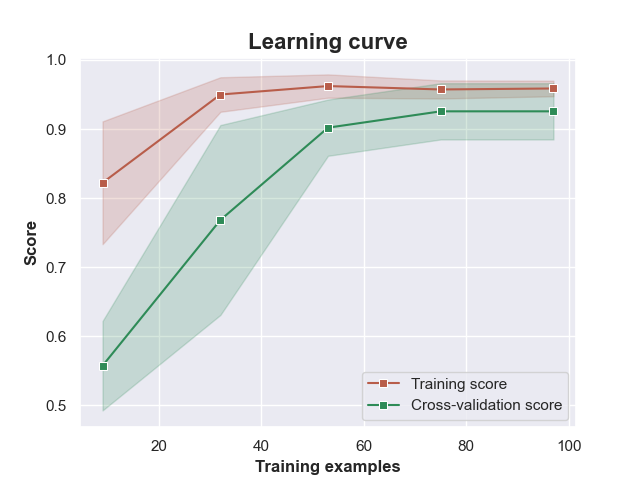 Learning curve
1.0
0.9
0.8
0.7
0.6
0.5
Score
20 40 60 80 100
Training examples
Training score
Cross-validation score